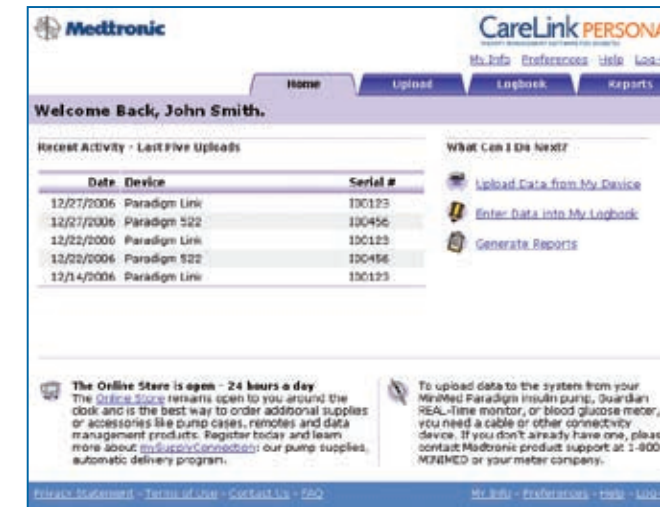 Medtronic
CareLink PERSONA
My Info Preferences Help Log-
Home Upload Logbook Reports
Welcome Back, John Smith.
Recent Activity - Last Five Uploads
Date Device Serial #
12/27/2006 Paradigm Link 100123
12/27/2006 Paradigm 522 100456
12/22/2006 Paradigm Link 100123
12/22/2006 Paradigm 522 100456
12/14/2006 Paradigm Link 100123
What Can I Do Next?
Upload Data from My Device
Enter Data into My Logbook
Generate Reports
The Online Store is open - 24 hours a day
The Online Store remains open to you around the
clock and is the best way to order additional supplies
or accessories like pump cases, remotes and data
management products. Register today and learn
more about mySupplyConnection: our pump supplies,
automatic delivery program.
To upload data to the system from your
MiniMed Paradigm insulin pump, Guardian
REAL-Time monitor, or blood glucose meter,
you need a cable or other connectivity
device. If you don't already have one, pleas
contact Medtronic product support at 1-800
MINIMED or your meter company.
Privacy Statement - Terms of Use - Contact Us - FAQ
My Info - Preferences - Help - Log-